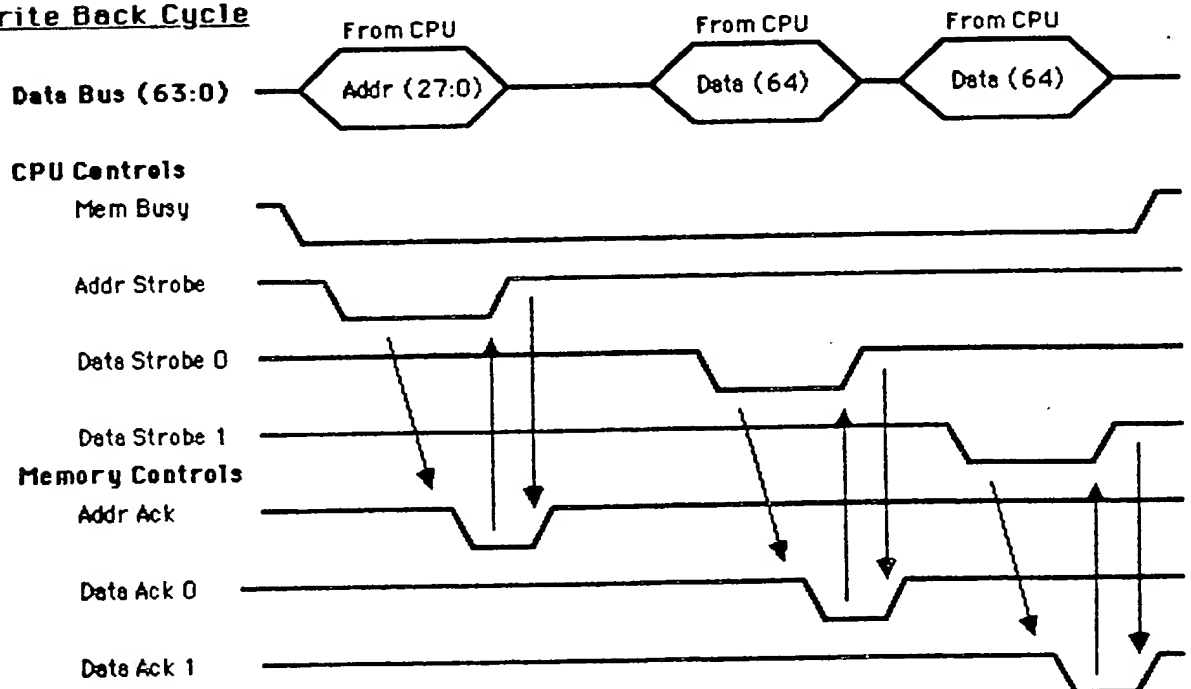 rite Back Cycle
From CPU
From CPU
From CPU
Data Bus (63:0)
Addr (27:0)
Data (64)
Data (64)
CPU Controls
Mem Busy
Addr Strobe
Data Strobe 0
Data Strobe 1
Memory Controls
Addr Ack
Data Ack 0
Data Ack 1